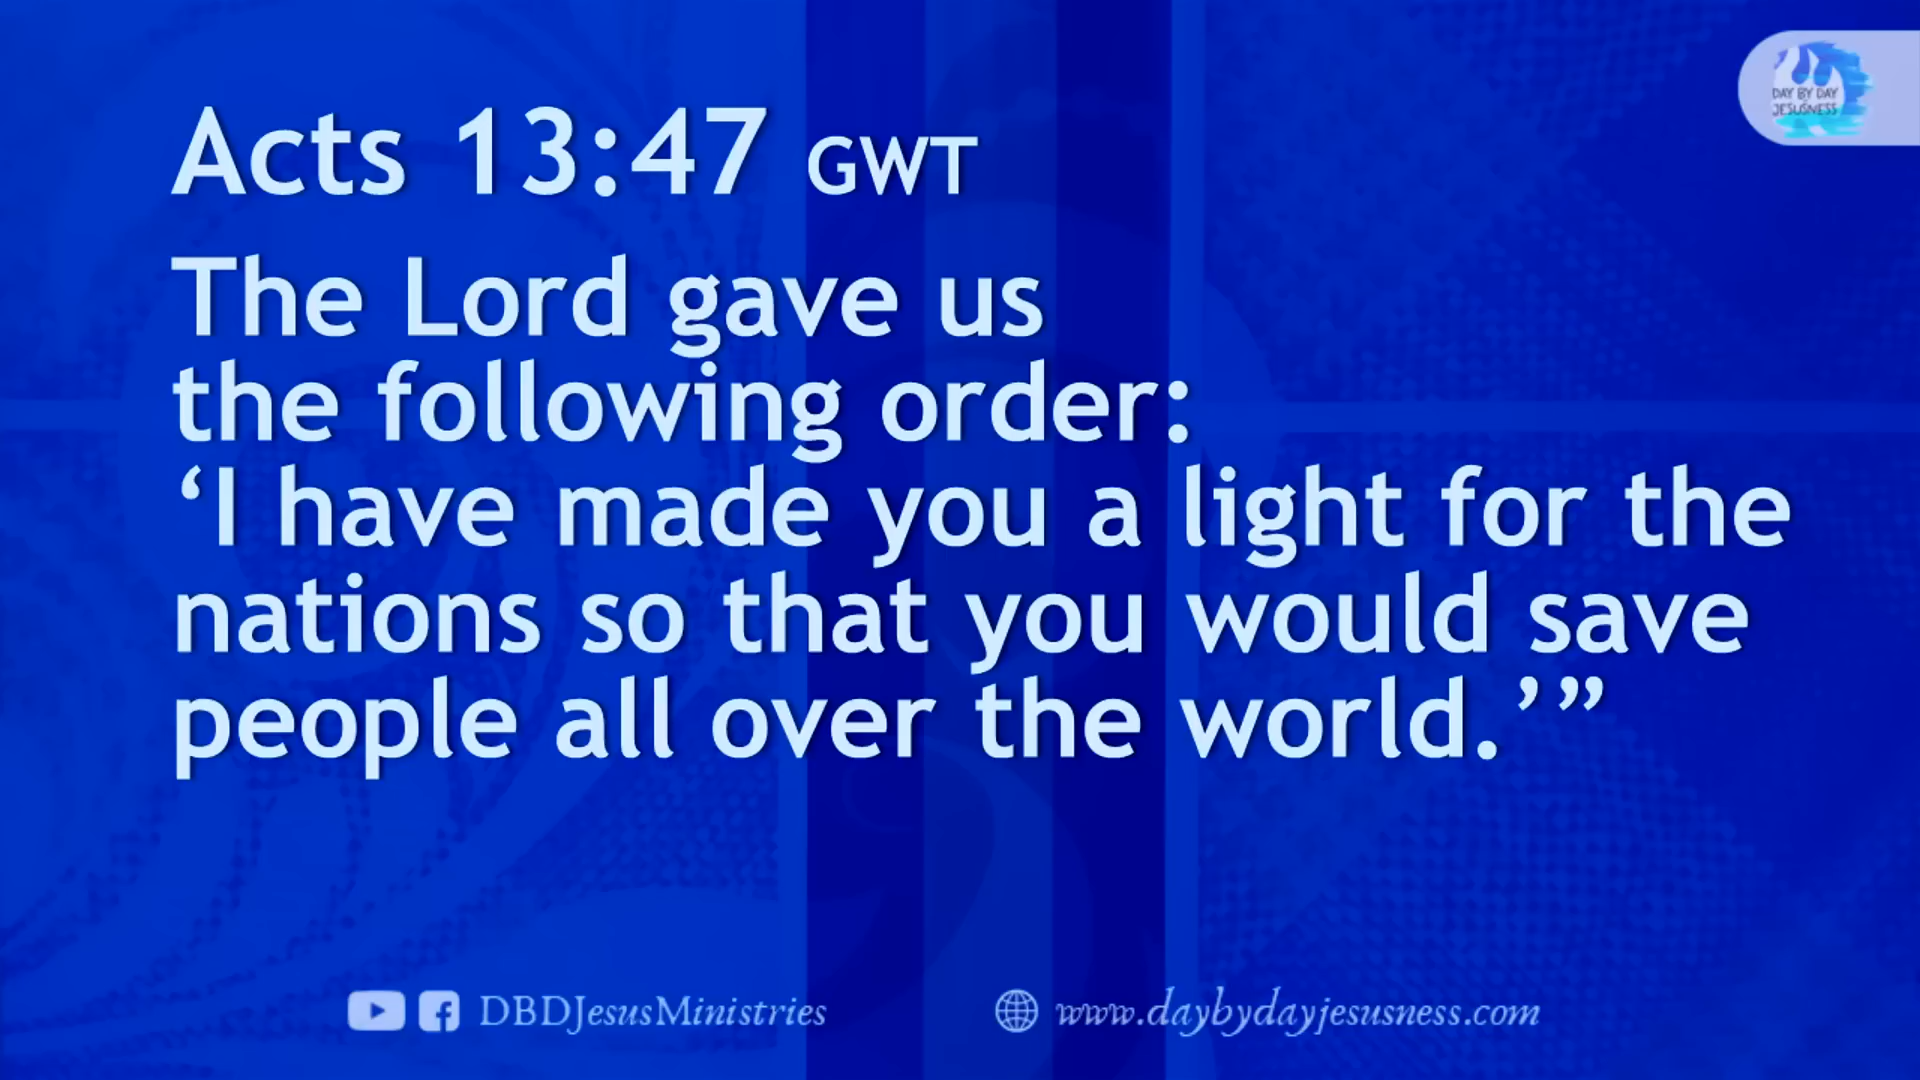 DAY BY DAY
JESUSNESS
Acts 13:47 GWT
The Lord gave us
the following order:
‘I have made you a light for the
nations so that you would save
people all over the world.’”
DBDJesusMinistries
www.daybydayjesusness.com